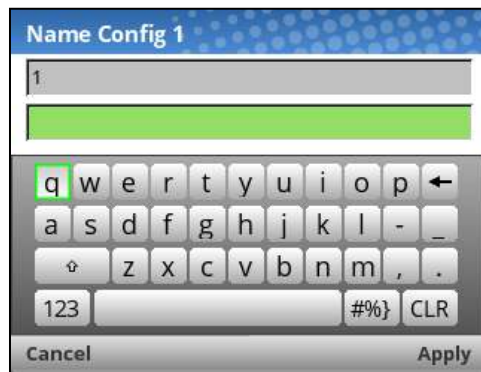 Name Config 1
1
q w e r t y u i o p ←
a s d f g h j k l - _
⇧ z x c v b n m , .
123 #%} CLR
Cancel Apply